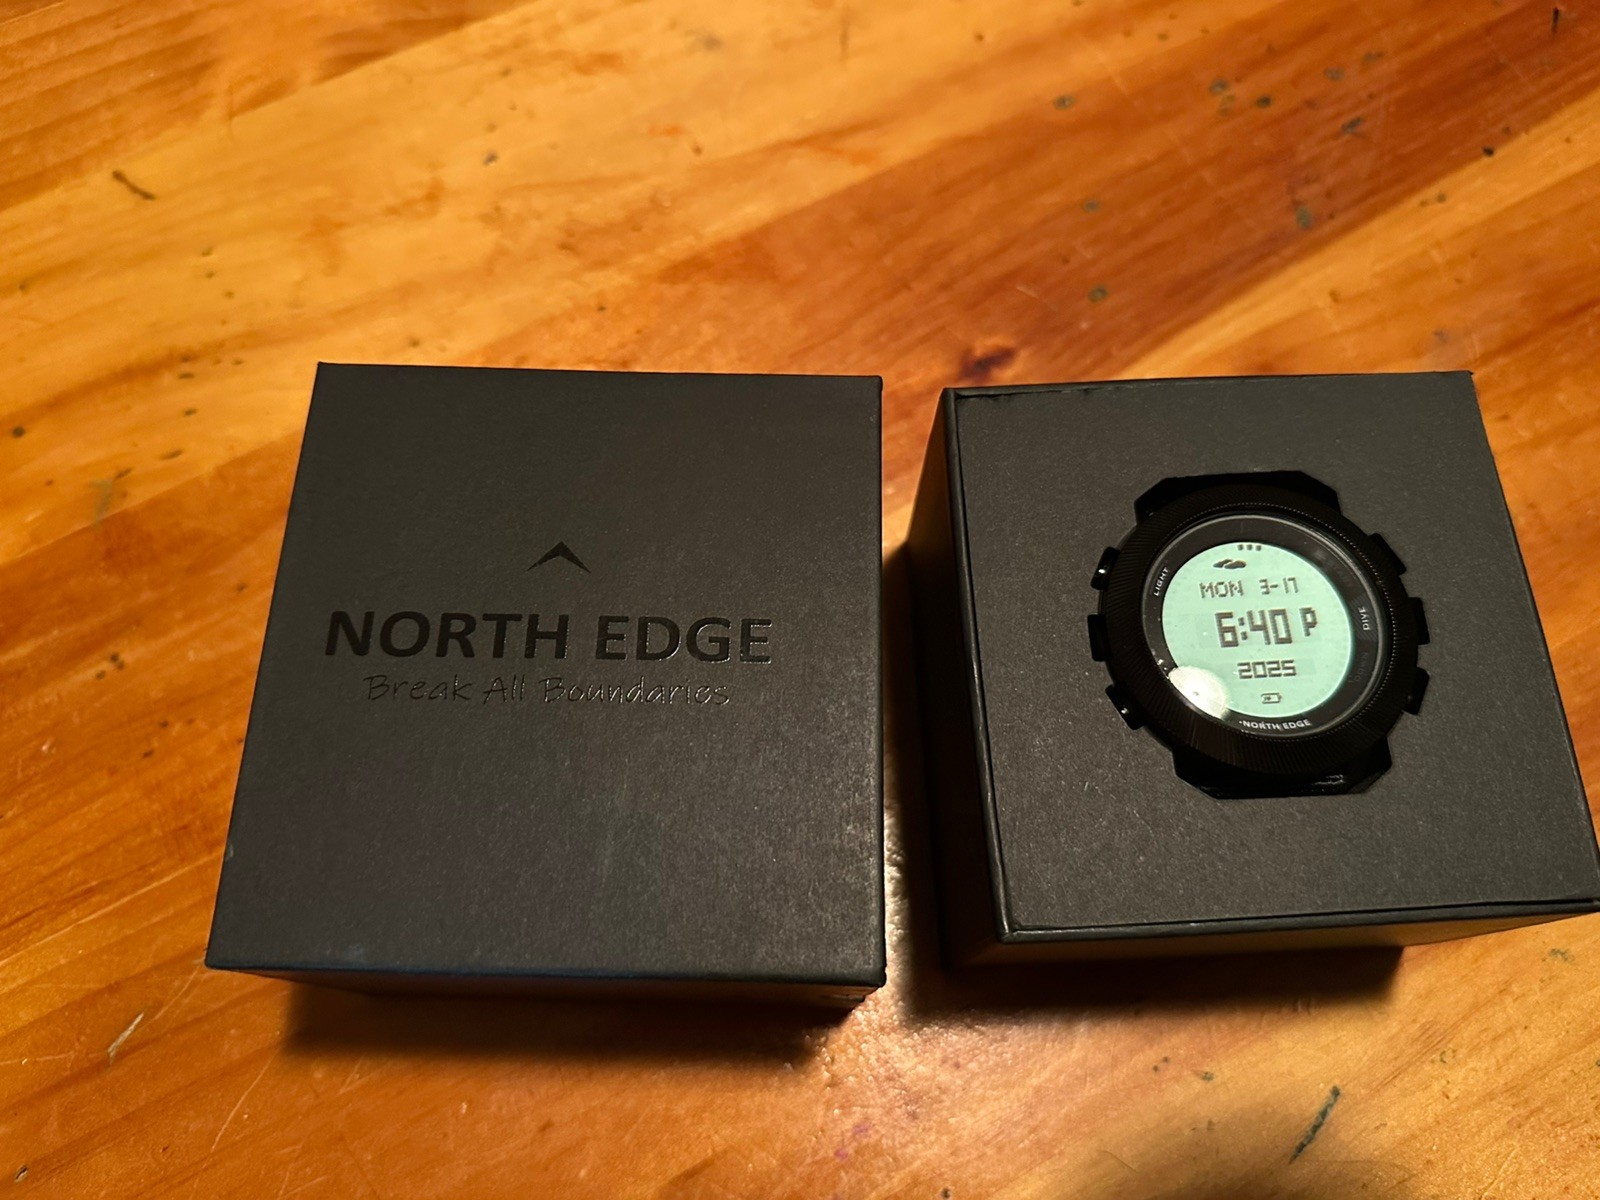 NORTH EDGE
Break All Boundaries
LIGHT
DIVE
MON 3-17
6:40 P
2025
NORTH EDGE